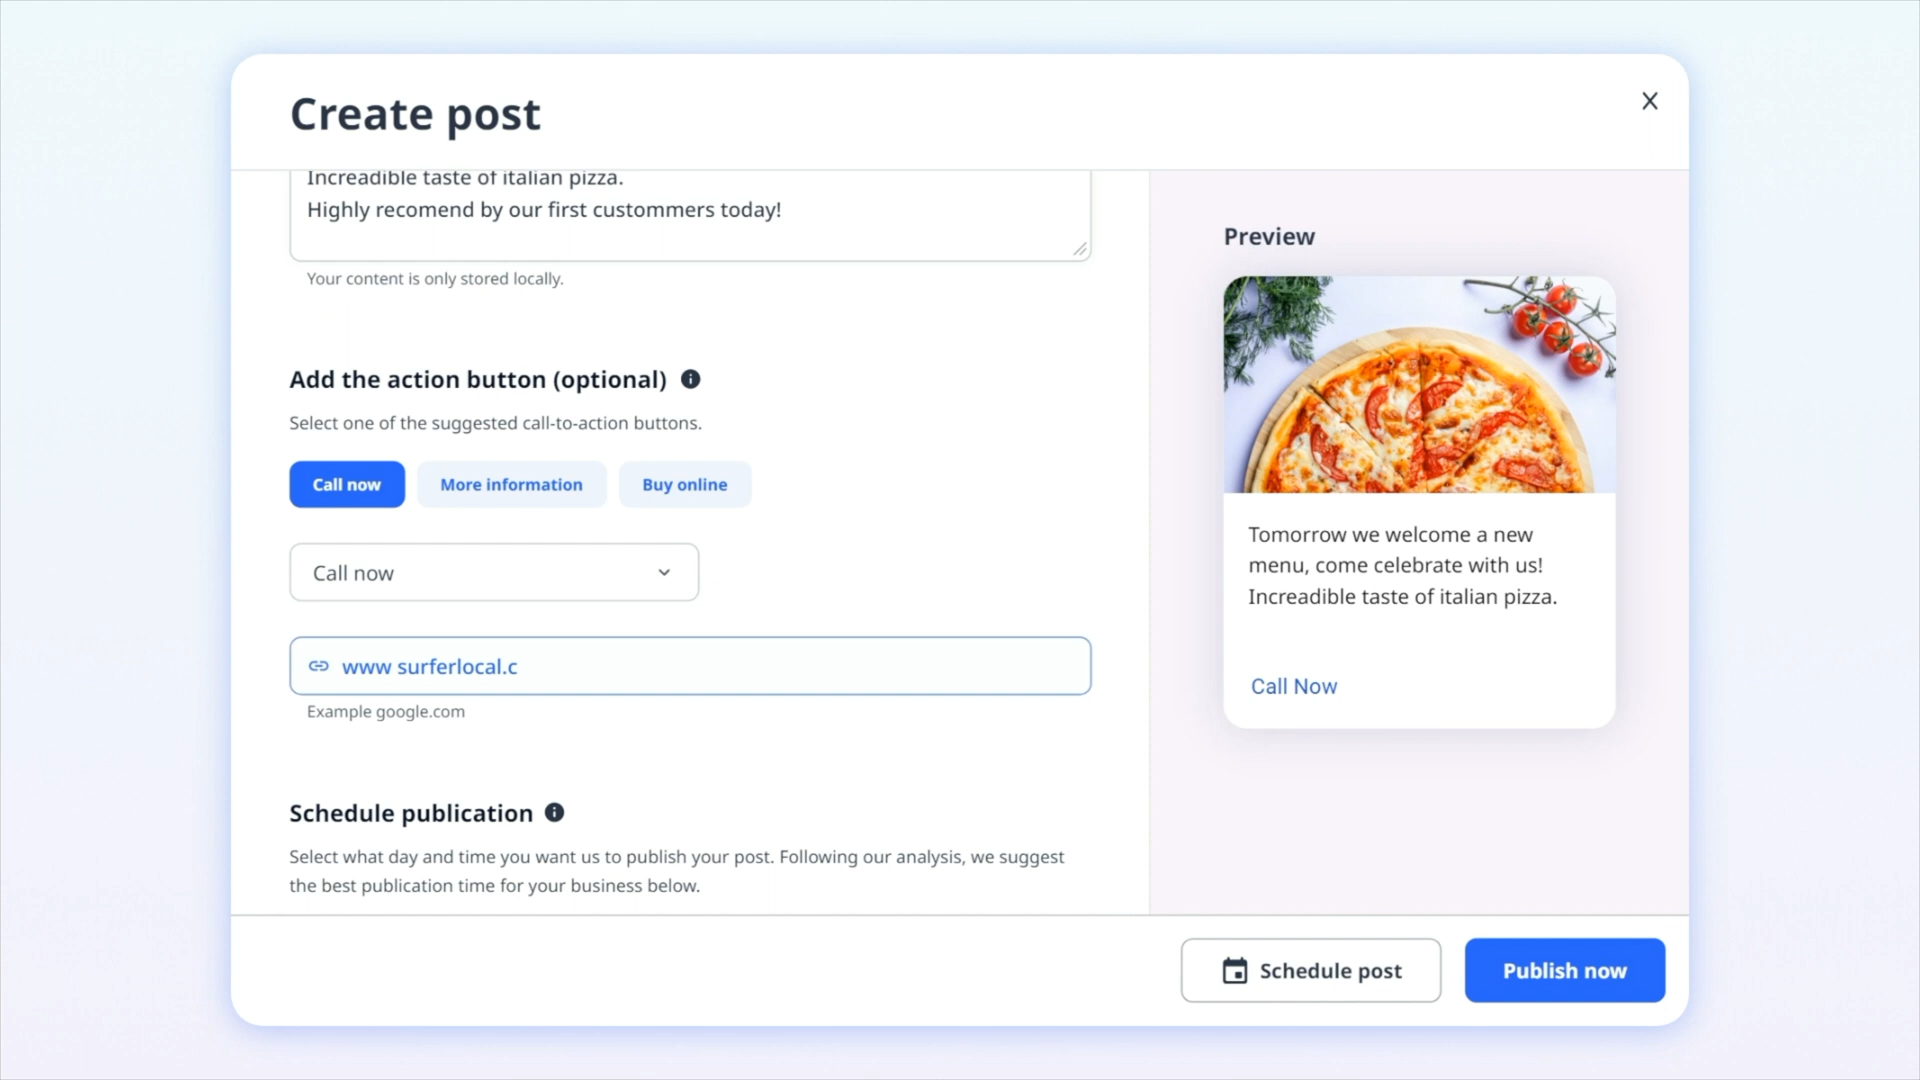 Create post
Increadible taste of italian pizza.
Highly recomend by our first custommers today!
Your content is only stored locally.
Add the action button (optional)
Select one of the suggested call-to-action buttons.
Call now
More information
Buy online
Call now
www surferlocal.c
Example google.com
Schedule publication
Select what day and time you want us to publish your post. Following our analysis, we suggest
the best publication time for your business below.
Preview
Tomorrow we welcome a new
menu, come celebrate with us!
Increadible taste of italian pizza.
Call Now
Schedule post
Publish now